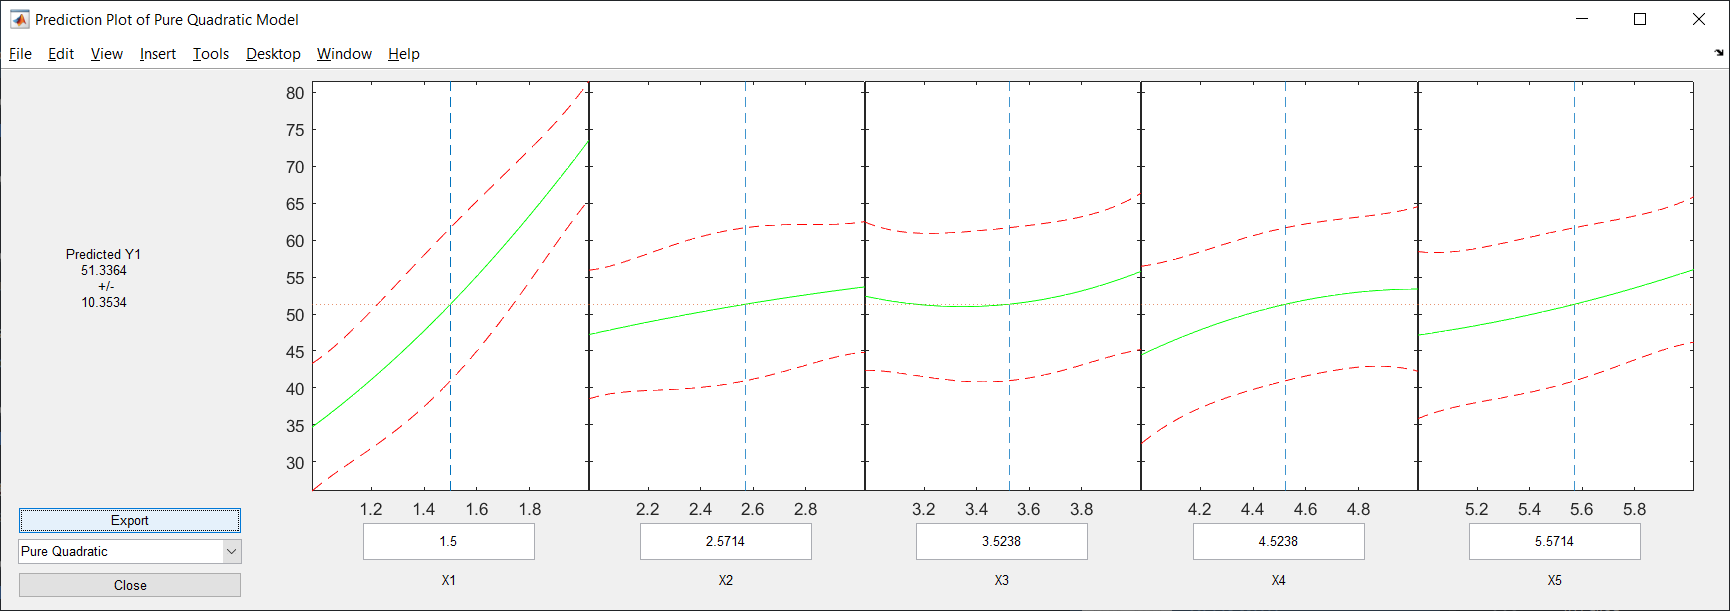 Prediction Plot of Pure Quadratic Model
File Edit View Insert Tools Desktop Window Help
80
75
70
65
60
55
50
45
40
35
30
Predicted Y1
51.3364
+/-
10.3534
1.2 1.4 1.6 1.8 2.2 2.4 2.6 2.8 3.2 3.4 3.6 3.8 4.2 4.4 4.6 4.8 5.2 5.4 5.6 5.8
Export
1.5 2.5714 3.5238 4.5238 5.5714
Pure Quadratic
X1 X2 X3 X4 X5
Close